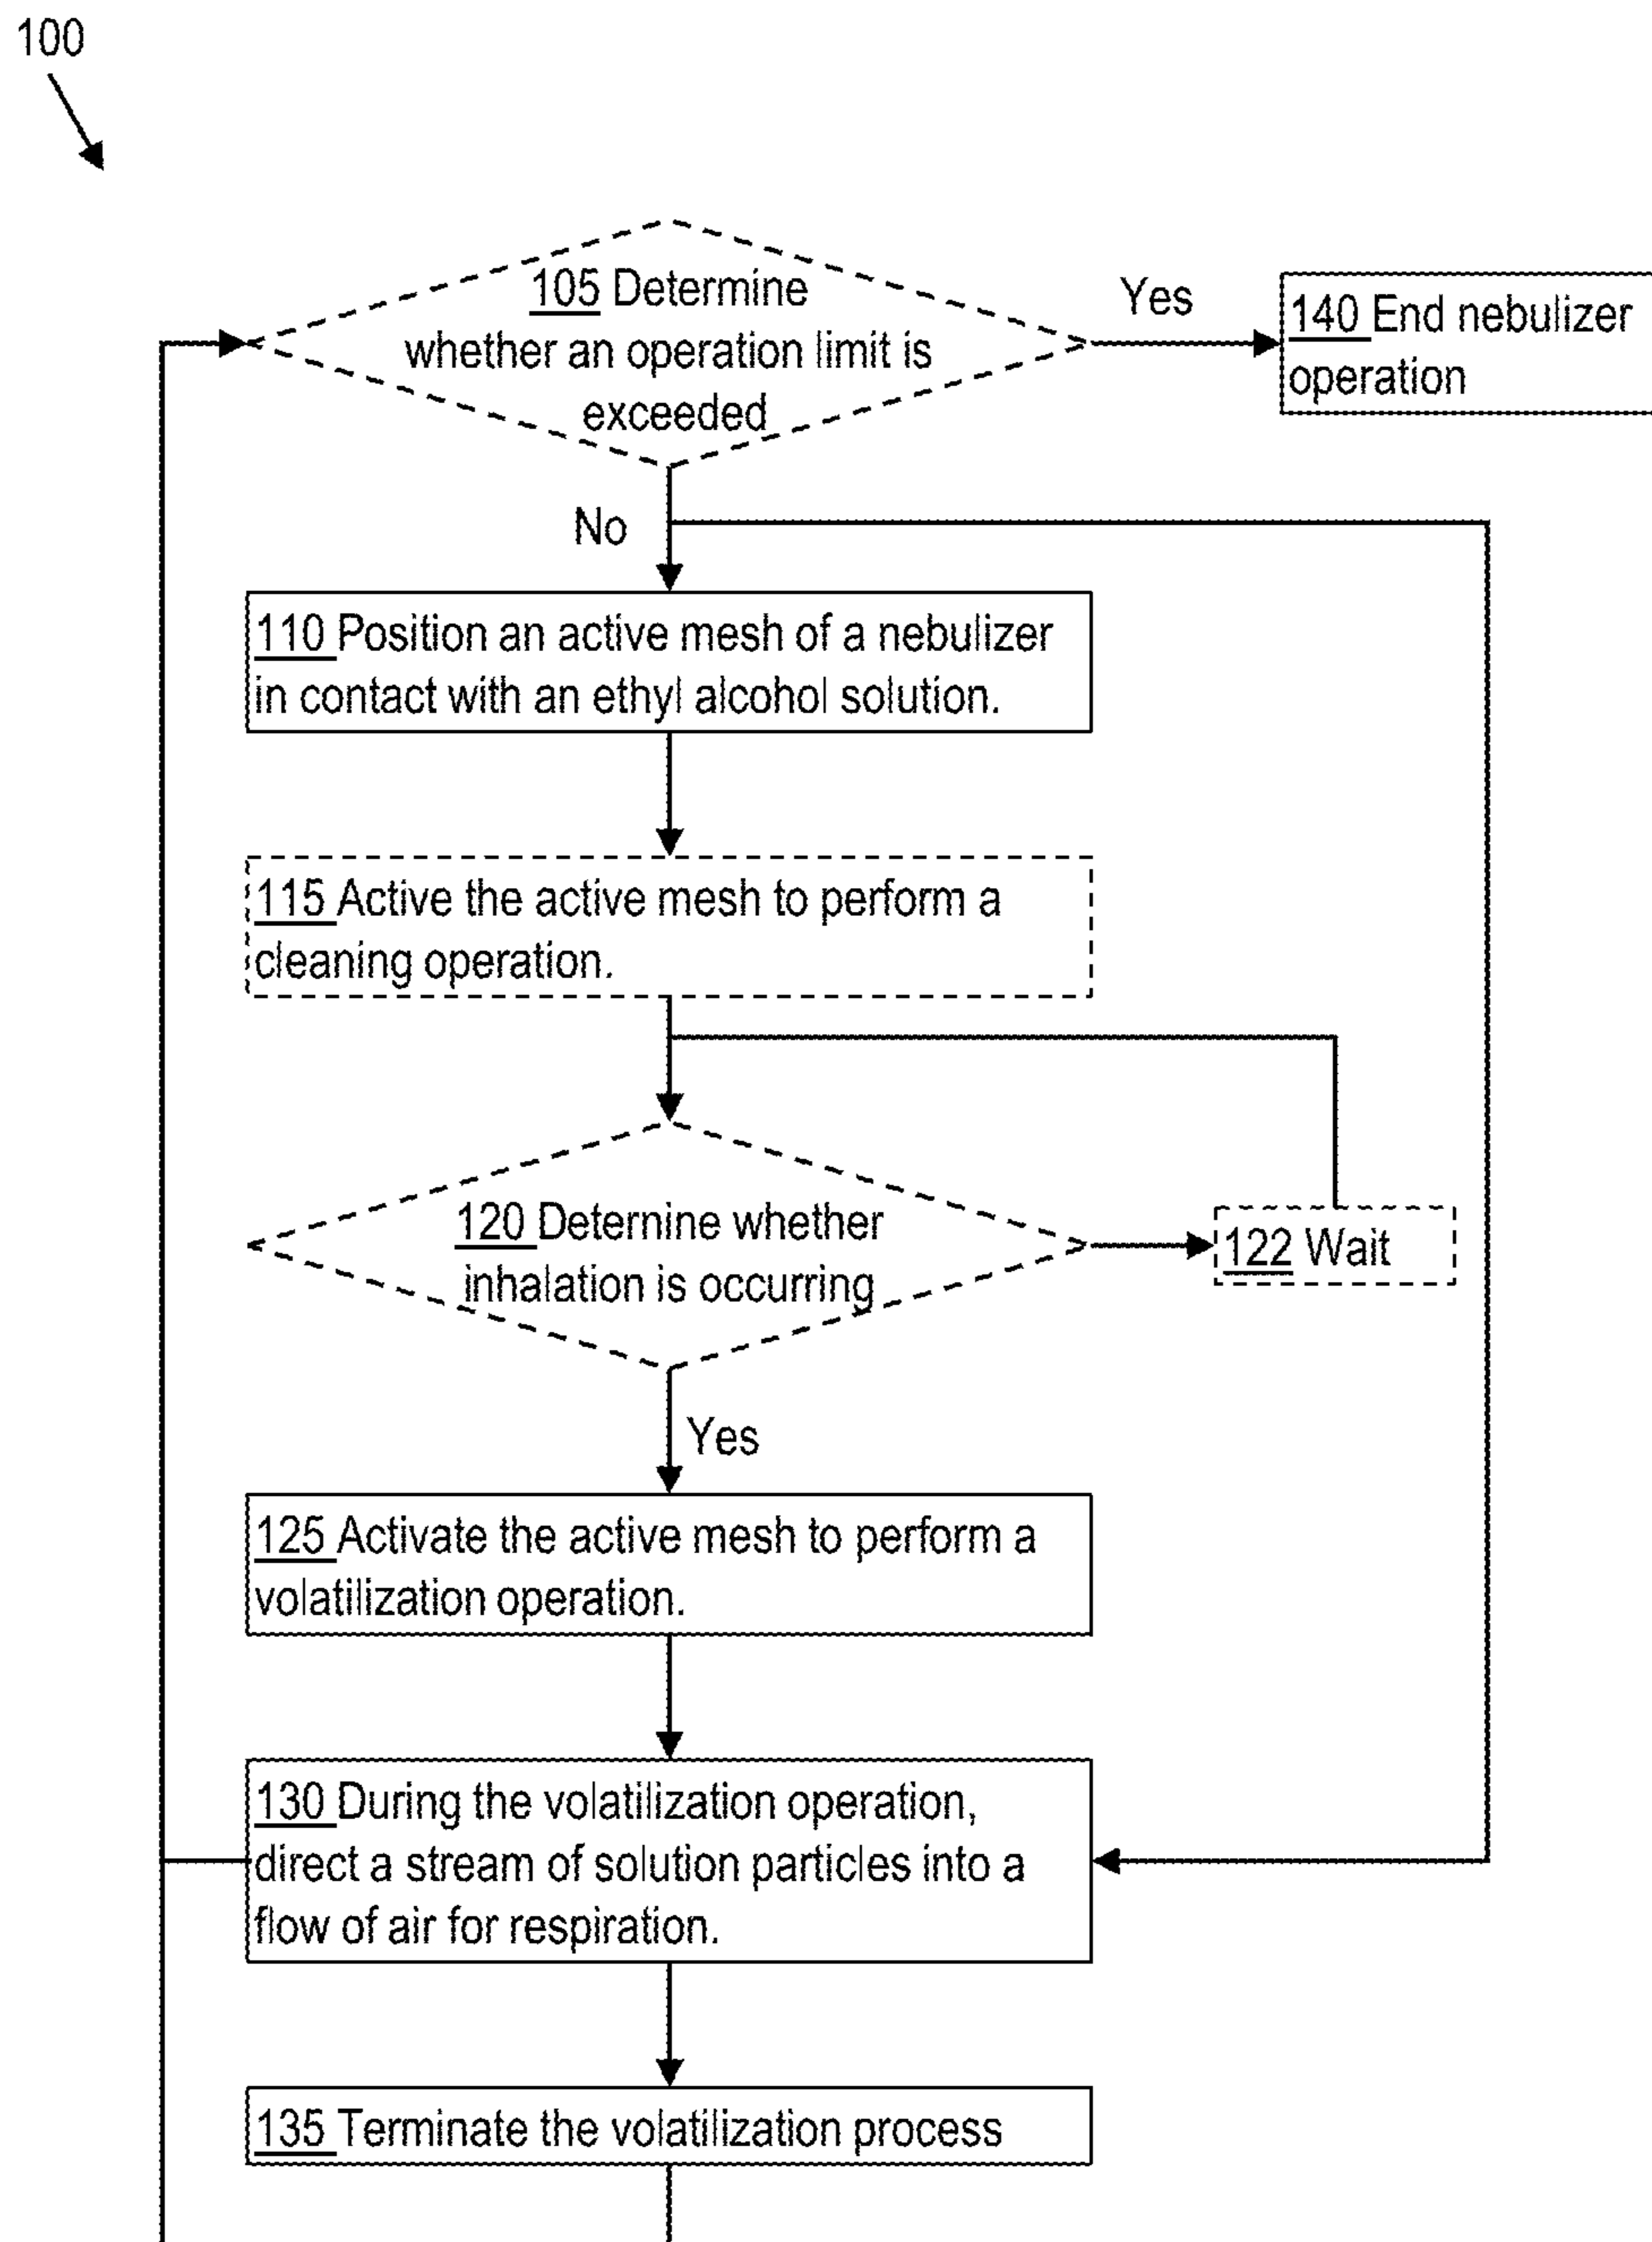 100
105 Determine
whether an operation limit is
exceeded
Yes
140 End nebulizer
operation
No
110 Position an active mesh of a nebulizer
in contact with an ethyl alcohol solution.
115 Active the active mesh to perform a
cleaning operation.
120 Deternine whether
inhalation is occurring
122 Wait
Yes
125 Activate the active mesh to perform a
volatilization operation.
130 During the volatilization operation,
direct a stream of solution particles into a
flow of air for respiration.
135 Terminate the volatilization process